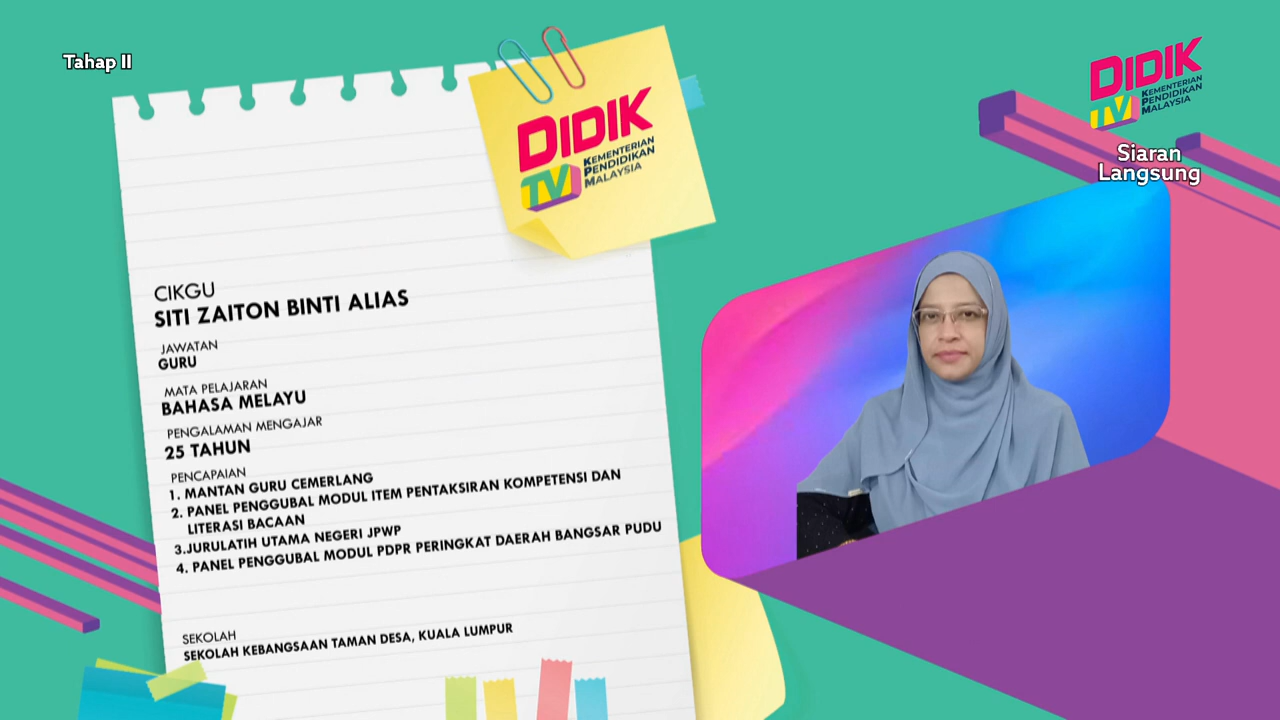 Tahap II
DIDIK
TV
KEMENTERIAN
PENDIDIKAN
MALAYSIA
DIDIK
TV
KEMENTERIAN
PENDIDIKAN
MALAYSIA
Siaran
Langsung
CIKGU
SITI ZAITON BINTI ALIAS
JAWATAN
GURU
MATA PELAJARAN
BAHASA MELAYU
PENGALAMAN MENGAJAR
25 TAHUN
PENCAPAIAN
1. MANTAN GURU CEMERLANG
2. PANEL PENGGUBAL MODUL ITEM PENTAKSIRAN KOMPETENSI DAN
LITERASI BACAAN
3.JURULATIH UTAMA NEGERI JPWP
4. PANEL PENGGUBAL MODUL PDPR PERINGKAT DAERAH BANGSAR PUDU
SEKOLAH
SEKOLAH KEBANGSAAN TAMAN DESA, KUALA LUMPUR